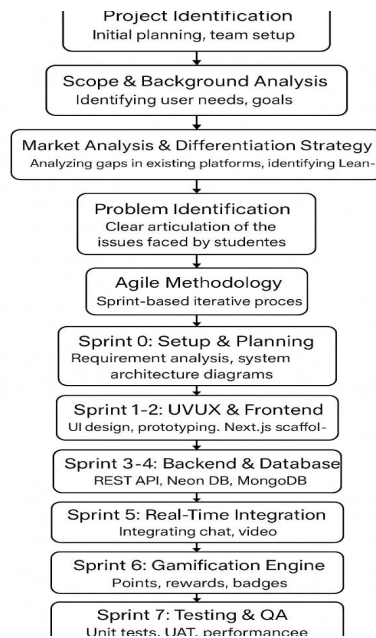 Project Identification
Initial planning, team setup
Scope & Background Analysis
Identifying user needs, goals
Market Analysis & Differentiation Strategy
Analyzing gaps in existing platforms, identifying Lean-
Problem Identification
Clear articulation of the
issues faced by studentes
Agile Methodology
Sprint-based iterative proces
Sprint 0: Setup & Planning
Requirement analysis, system
architecture diagrams
Sprint 1-2: UVUX & Frontend
UI design, prototyping. Next.js scaffol-
Sprint 3-4: Backend & Database
REST API, Neon DB, MongoDB
Sprint 5: Real-Time Integration
Integrating chat, video
Sprint 6: Gamification Engine
Points, rewards, badges
Sprint 7: Testing & QA
Unit tests, UAT, performancee